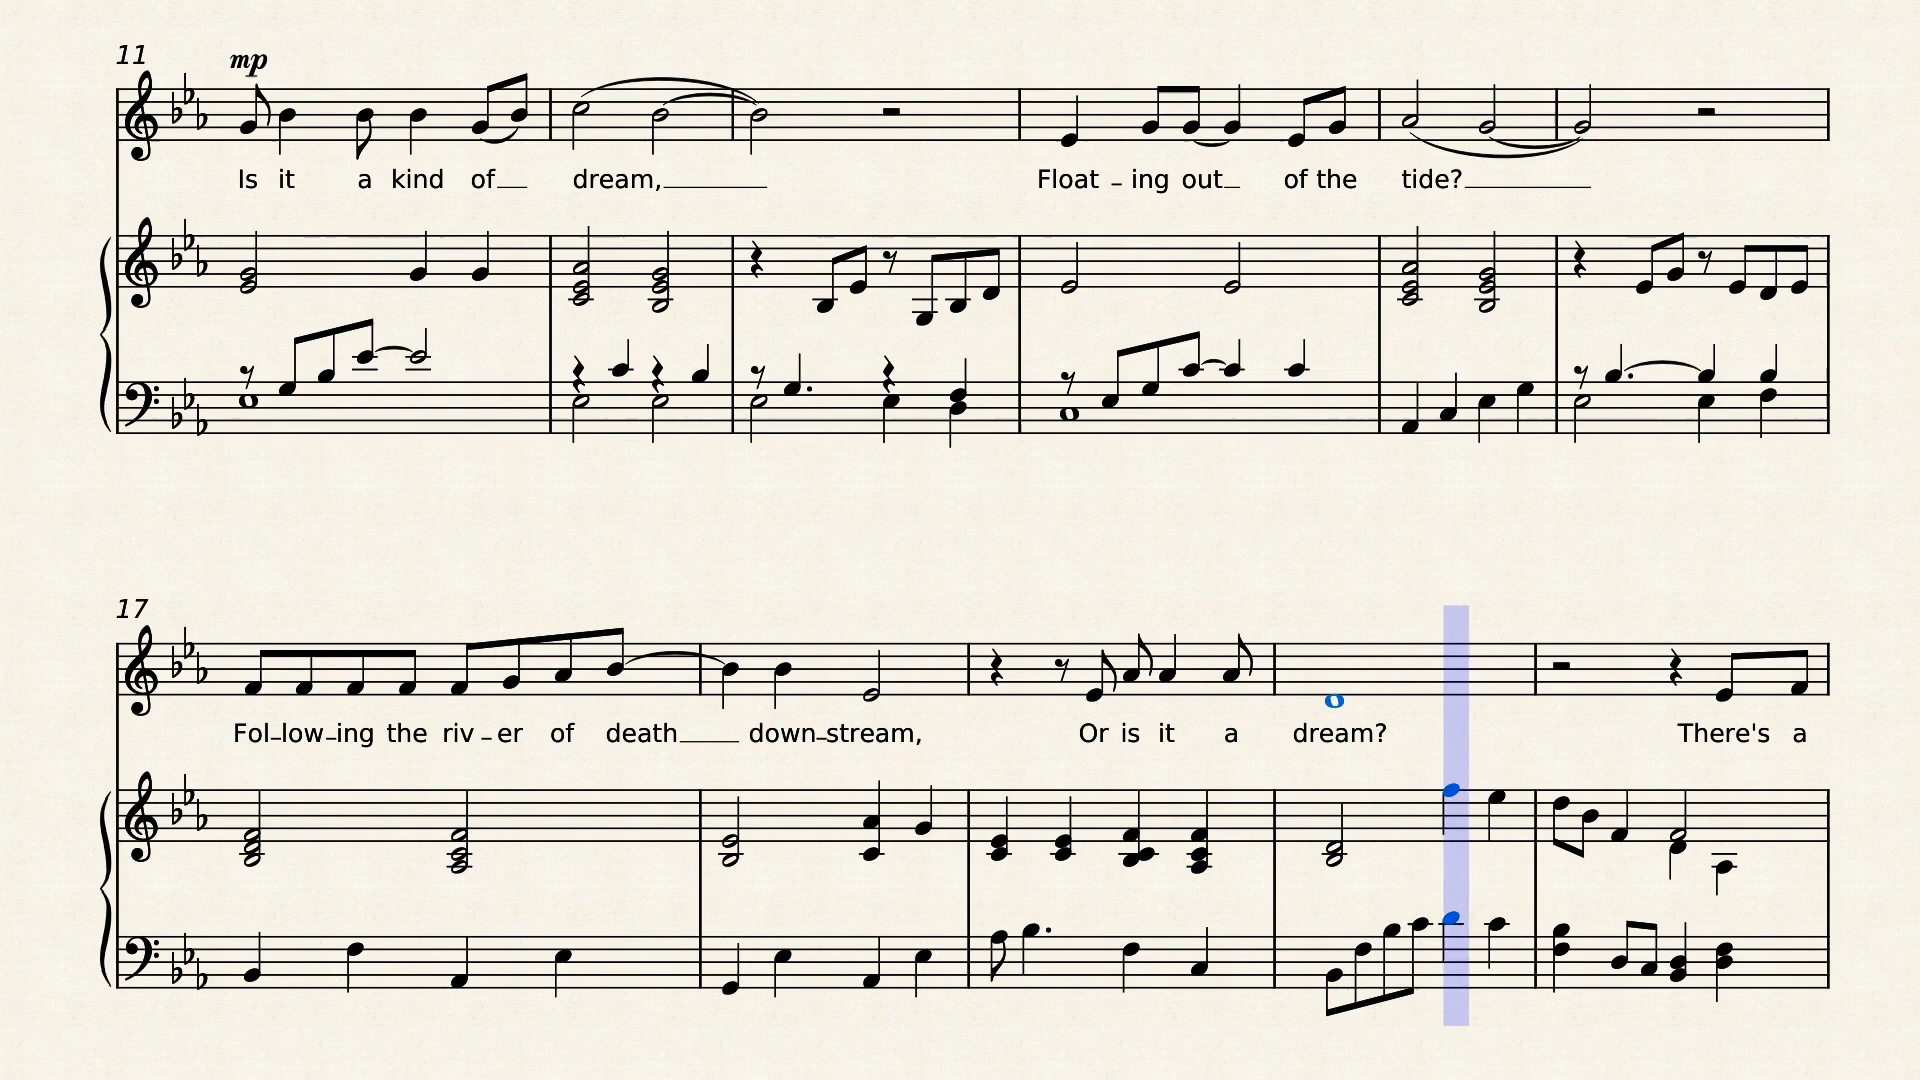 11
mp
Is it a kind of dream, Float - ing out of the tide?
17
Fol-low-ing the riv-er of death down-stream, Or is it a dream? There's a